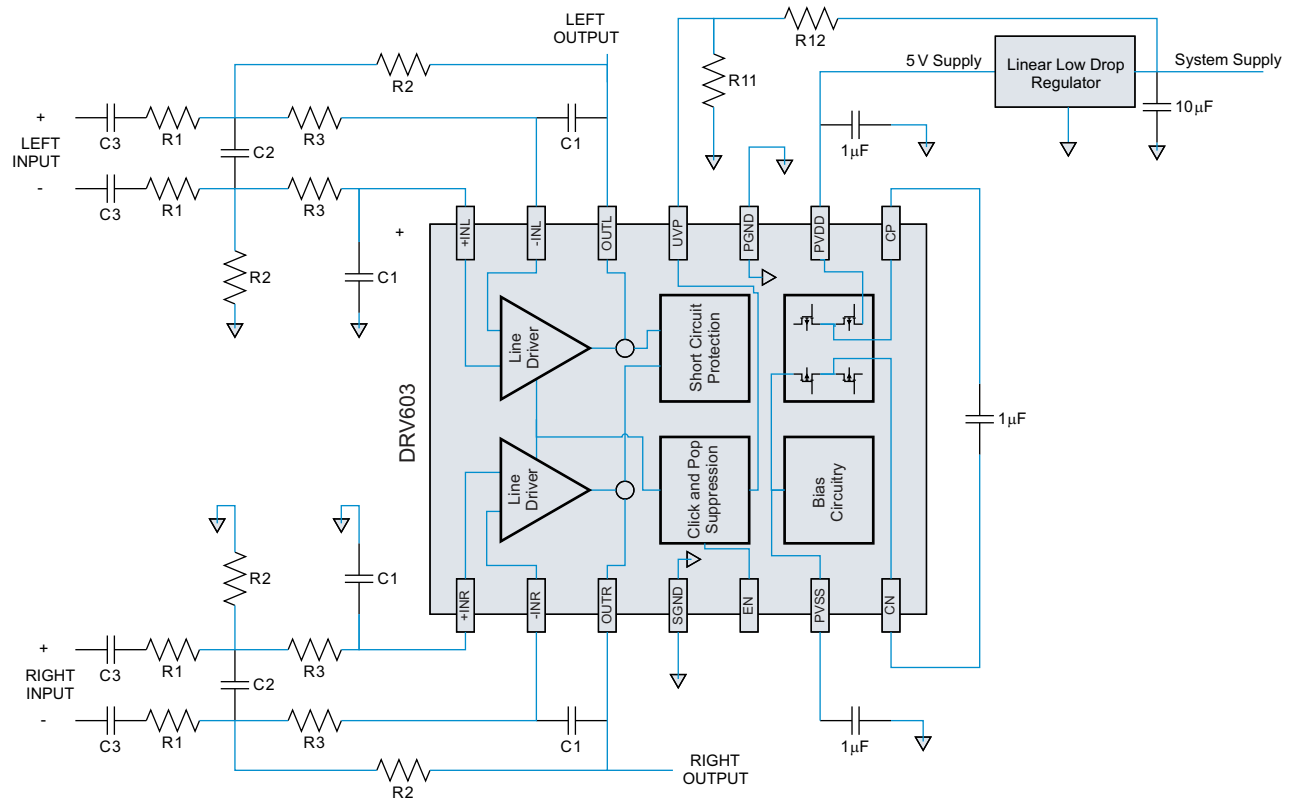 LEFT
OUTPUT
R12
5 V Supply
Linear Low Drop
Regulator
System Supply
R2
R11
10μF
+
LEFT
INPUT
-
C3
R1
R3
C1
C2
1μF
C3
R1
R3
R2
C1
+
+INL
-INL
OUTL
UVP
PGND
PVDD
CP
DRV603
Line
Driver
Short Circuit
Protection
1μF
Line
Driver
Click and Pop
Suppression
Bias
Circuitry
R2
C1
+INR
-INR
OUTR
SGND
EN
PVSS
CN
+
RIGHT
INPUT
-
C3
R1
R3
C2
C3
R1
R3
C1
1μF
R2
RIGHT
OUTPUT